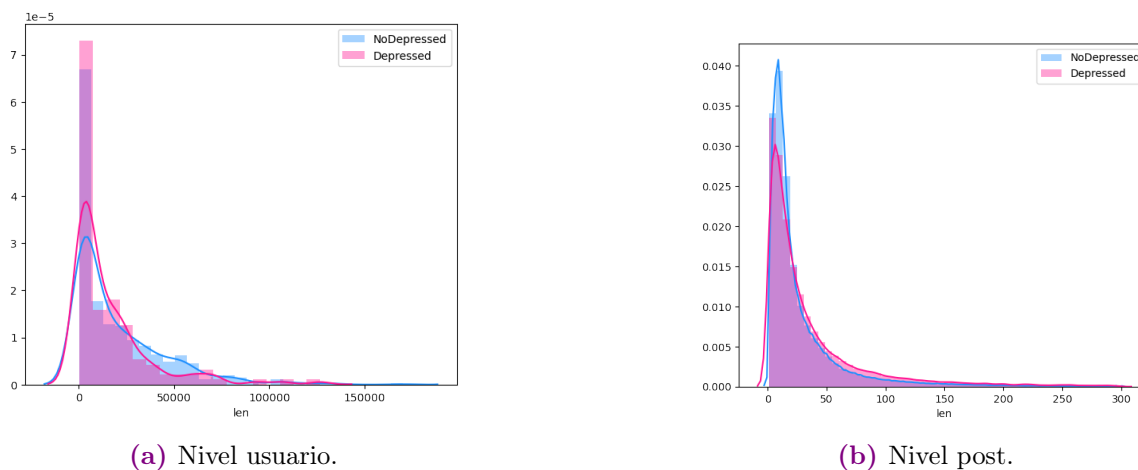 1e−5
NoDepressed
Depressed
7
6
5
4
3
2
1
0
0 50000 100000 150000
len
(a) Nivel usuario.
NoDepressed
Depressed
0.040
0.035
0.030
0.025
0.020
0.015
0.010
0.005
0.000
0 50 100 150 200 250 300
len
(b) Nivel post.